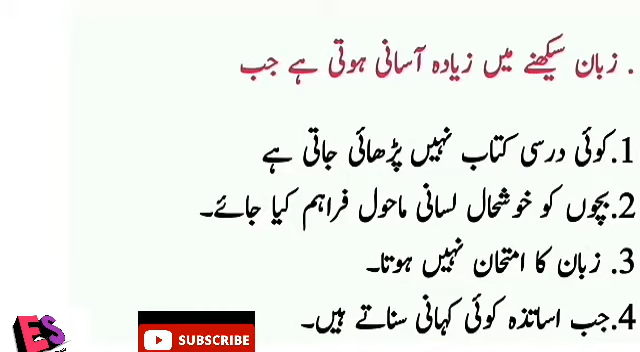 . زبان سیکھنے میں زیادہ آسانی ہوتی ہے جب
1.کوئی درسی کتاب نہیں پڑھائی جاتی ہے
2.بچوں کو خوشحال لسانی ماحول فراہم کیا جائے۔
3. زبان کا امتحان نہیں ہوتا۔
4.جب اساتذہ کوئی کہانی سناتے ہیں۔
ES
SUBSCRIBE